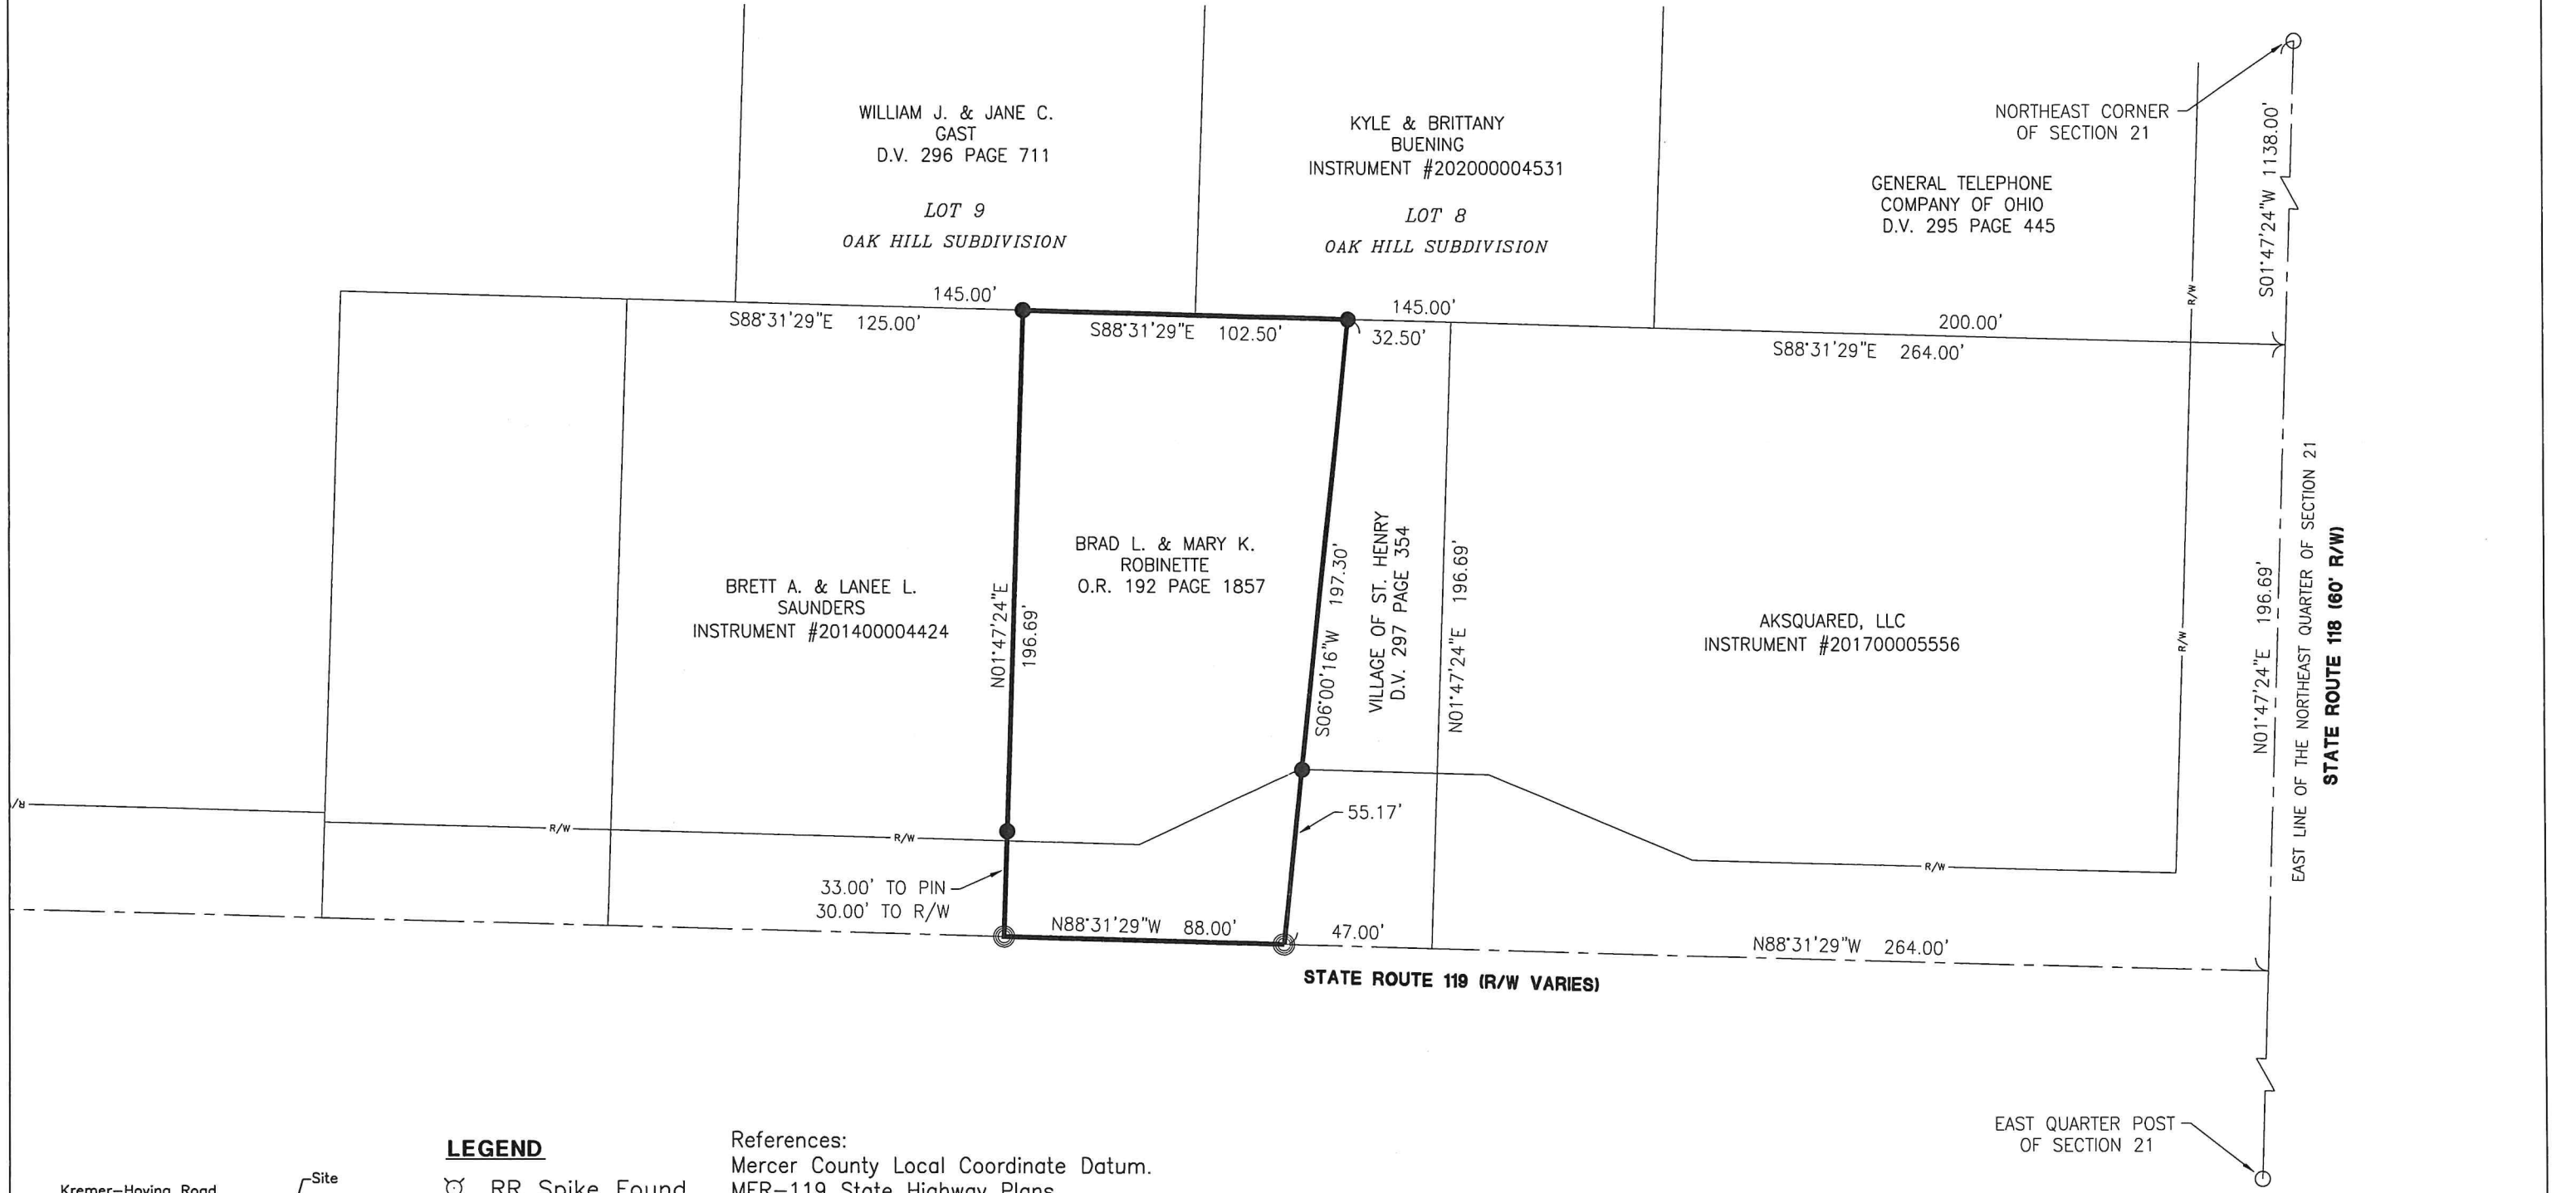 WILLIAM J. & JANE C.
GAST
D.V. 296 PAGE 711
LOT 9
OAK HILL SUBDIVISION
KYLE & BRITTANY
BUENING
INSTRUMENT #202000004531
LOT 8
OAK HILL SUBDIVISION
GENERAL TELEPHONE
COMPANY OF OHIO
D.V. 295 PAGE 445
NORTHEAST CORNER
OF SECTION 21
S01°47'24"W 1138.00'
R/W
145.00'
S88°31'29"E 125.00'
S88°31'29"E 102.50'
145.00'
32.50'
200.00'
S88°31'29"E 264.00'
BRETT A. & LANEE L.
SAUNDERS
INSTRUMENT #201400004424
N01°47'24"E
196.69'
BRAD L. & MARY K.
ROBINETTE
O.R. 192 PAGE 1857
S06°00'16"W 197.30'
VILLAGE OF ST. HENRY
D.V. 297 PAGE 354
N01°47'24"E 196.69'
AKSQUARED, LLC
INSTRUMENT #201700005556
R/W
N01°47'24"E 196.69'
EAST LINE OF THE NORTHEAST QUARTER OF SECTION 21
STATE ROUTE 118 (60' R/W)
/W
R/W
R/W
55.17'
R/W
33.00' TO PIN
30.00' TO R/W
N88°31'29"W 88.00'
47.00'
N88°31'29"W 264.00'
STATE ROUTE 119 (R/W VARIES)
EAST QUARTER POST
OF SECTION 21
LEGEND
RR Spike Found
References:
Mercer County Local Coordinate Datum.
MER-119 State Highway Plans
Kremer-Hoying Road
Site